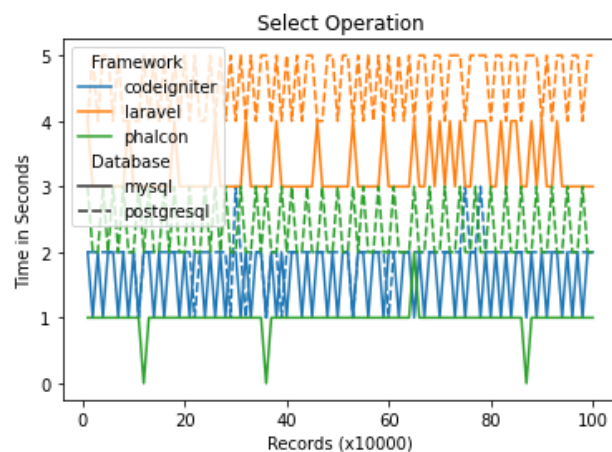 Select Operation
5
4
3
2
1
0
Time in Seconds
Framework
codeigniter
laravel
phalcon
Database
mysql
postgresql
0 20 40 60 80 100
Records (x10000)